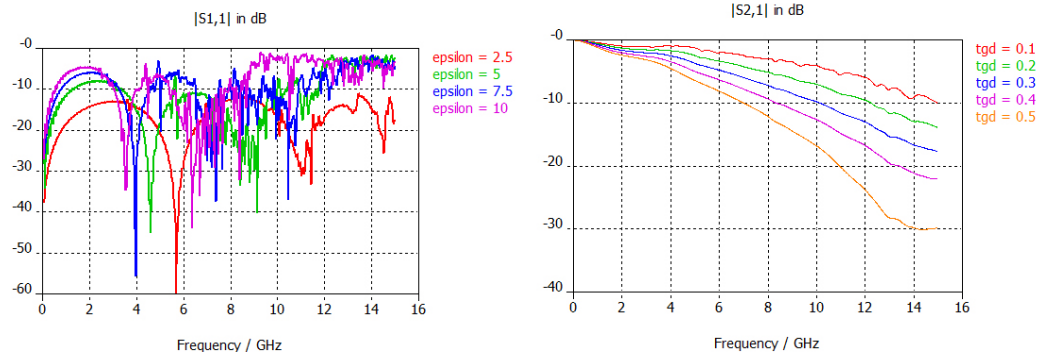 |S1,1| in dB
-0
-10
-20
-30
-40
-50
-60
0 2 4 6 8 10 12 14 16
Frequency / GHz
epsilon = 2.5
epsilon = 5
epsilon = 7.5
epsilon = 10
|S2,1| in dB
-0
-10
-20
-30
-40
0 2 4 6 8 10 12 14 16
Frequency / GHz
tgd = 0.1
tgd = 0.2
tgd = 0.3
tgd = 0.4
tgd = 0.5